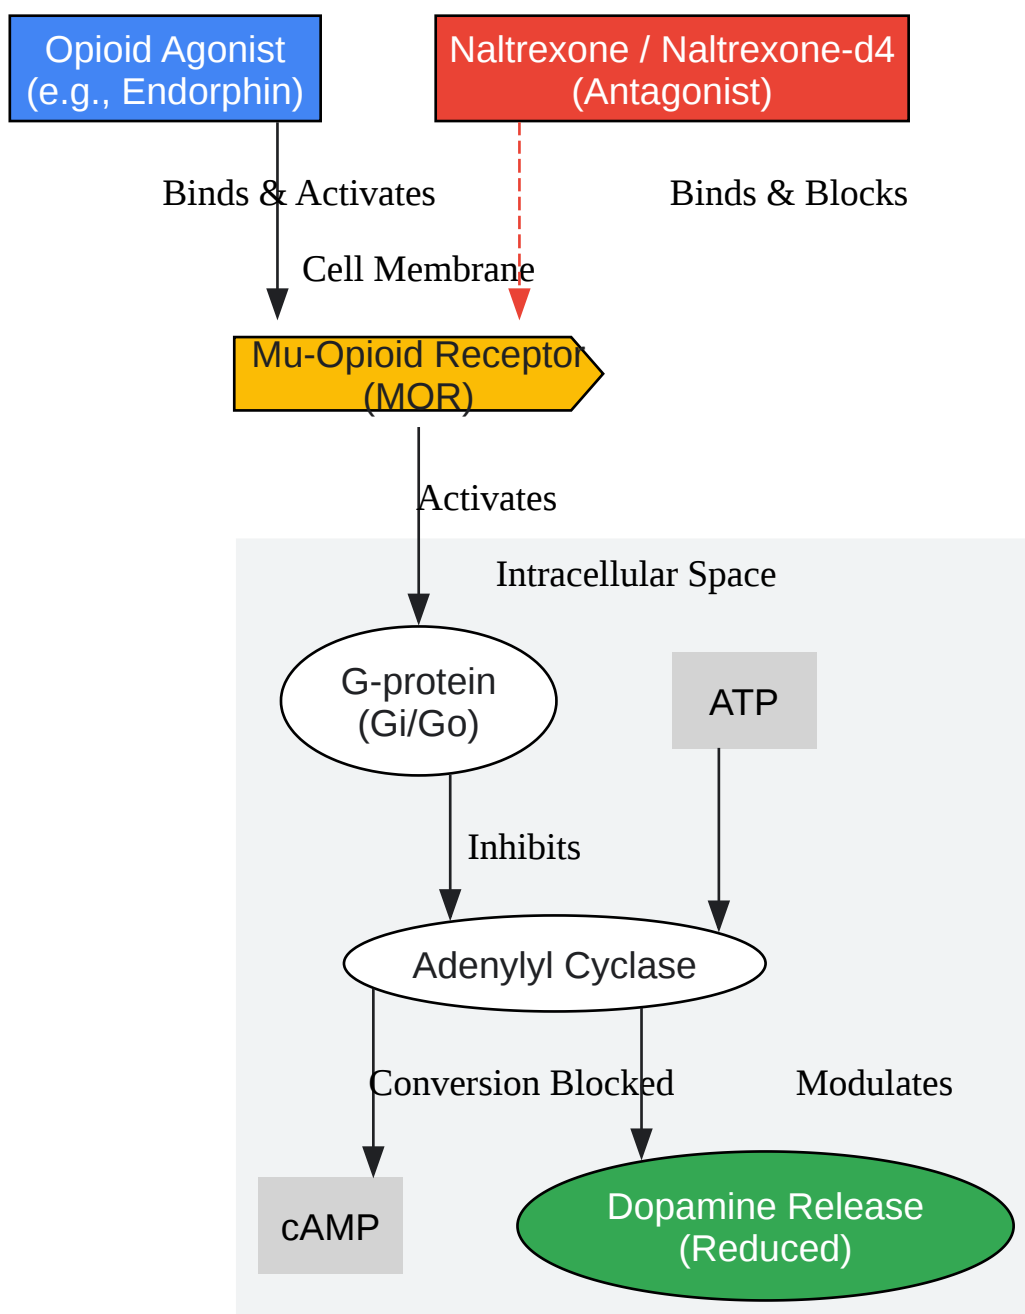 Opioid Agonist
(e.g., Endorphin)
Naltrexone / Naltrexone-d4
(Antagonist)
Binds & Activates
Binds & Blocks
Cell Membrane
Mu-Opioid Receptor
(MOR)
Activates
Intracellular Space
G-protein
(Gi/Go)
ATP
Inhibits
Adenylyl Cyclase
Conversion Blocked
Modulates
cAMP
Dopamine Release
(Reduced)